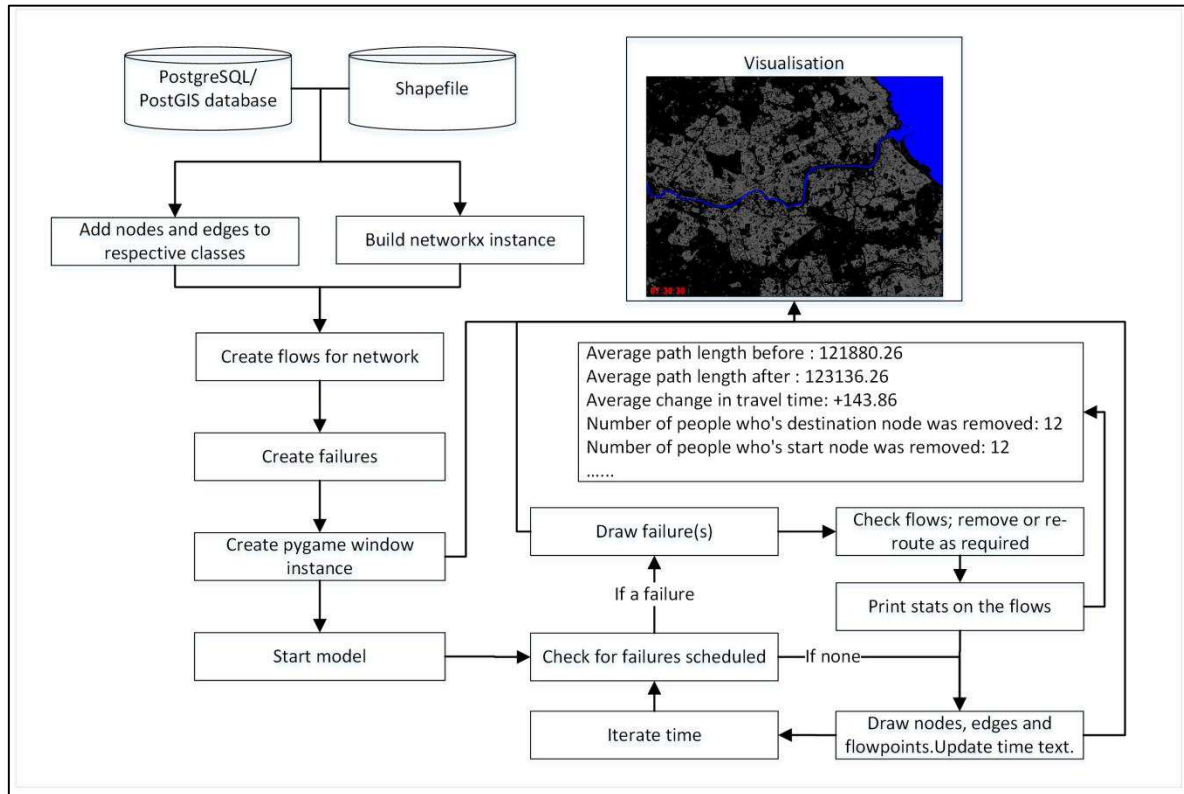 PostgreSQL/
PostGIS database
Shapefile
Visualisation
07:30:30
Add nodes and edges to
respective classes
Build networkx instance
Create flows for network
Create failures
Create pygame window
instance
Start model
Average path length before : 121880.26
Average path length after : 123136.26
Average change in travel time: +143.86
Number of people who's destination node was removed: 12
Number of people who's start node was removed: 12
…...
Draw failure(s)
Check flows; remove or re-
route as required
If a failure
Print stats on the flows
Check for failures scheduled
If none
Iterate time
Draw nodes, edges and
flowpoints.Update time text.